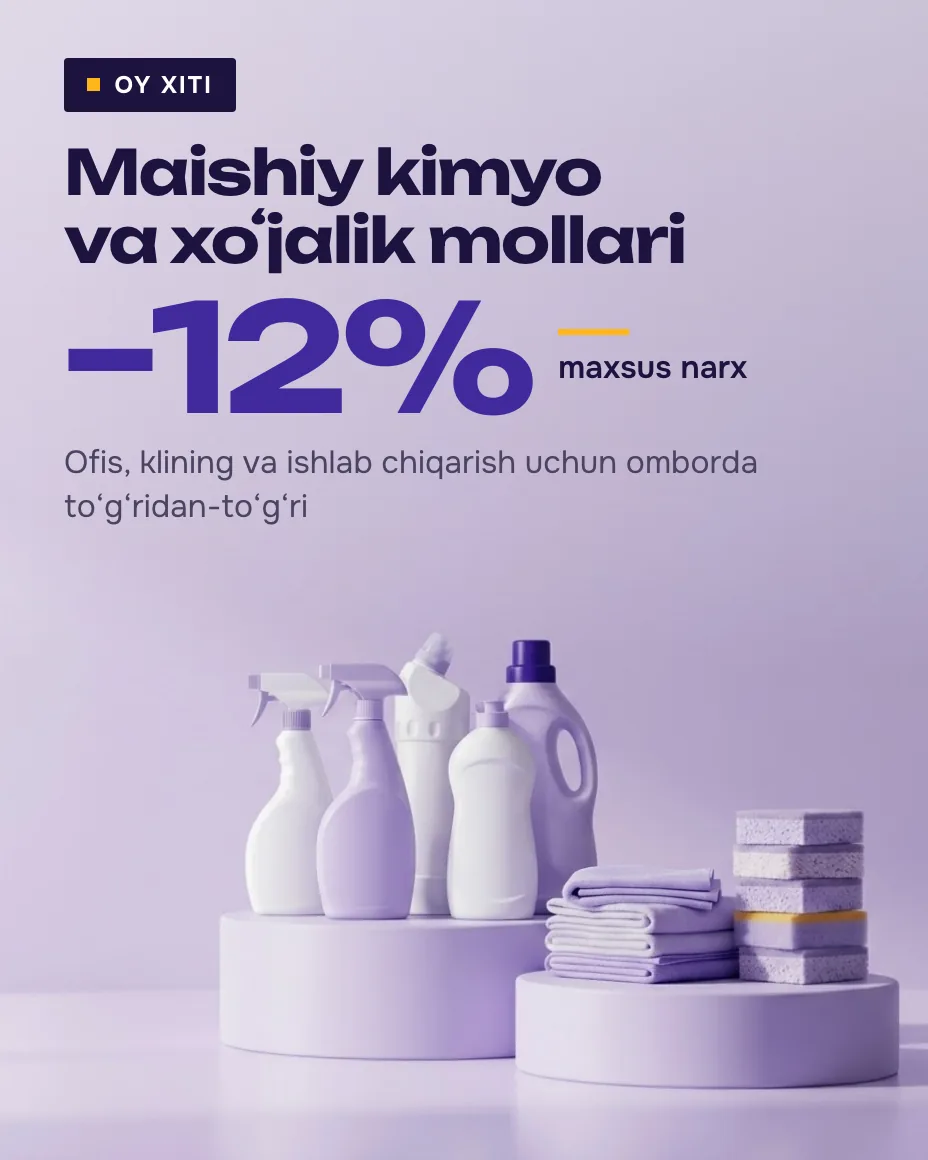 OY XITI
Maishiy kimyo
va xo‘jalik mollari
−12%
maxsus narx
Ofis, klining va ishlab chiqarish uchun omborda
to‘g‘ridan-to‘g‘ri